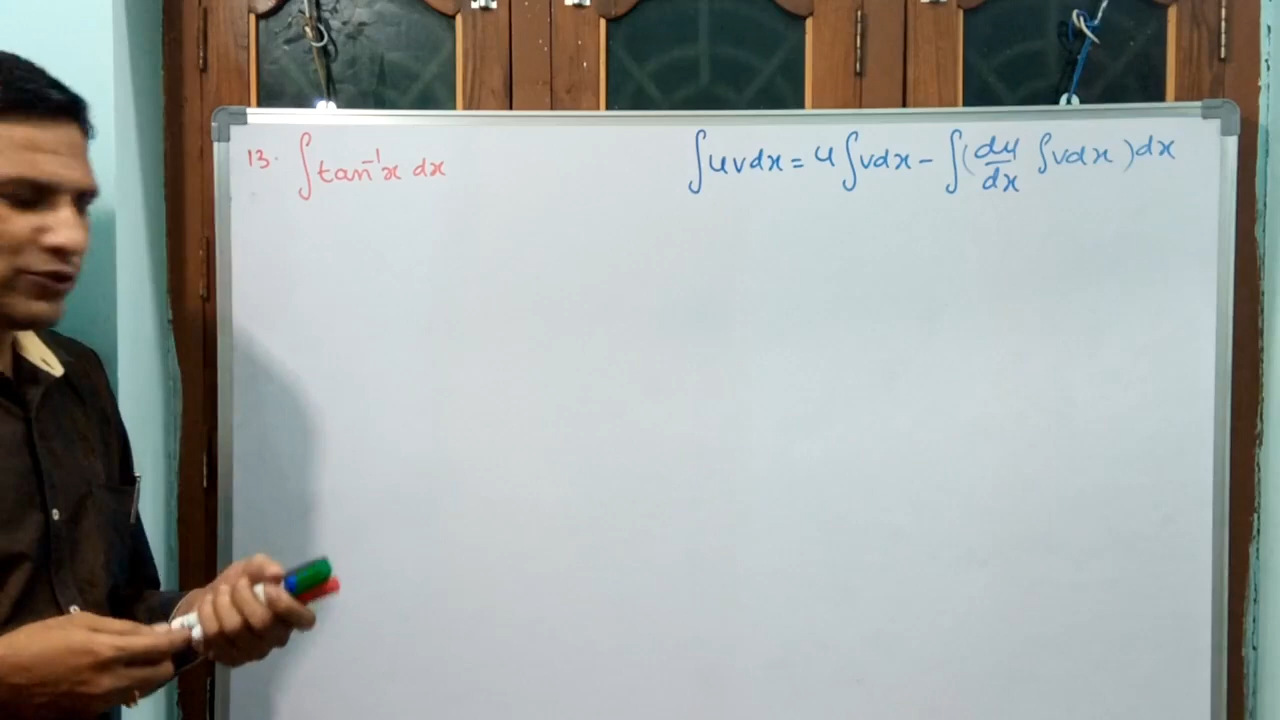 13. ∫tan⁻¹x dx
∫uvdx = u∫vdx - ∫(du/dx ∫vdx)dx